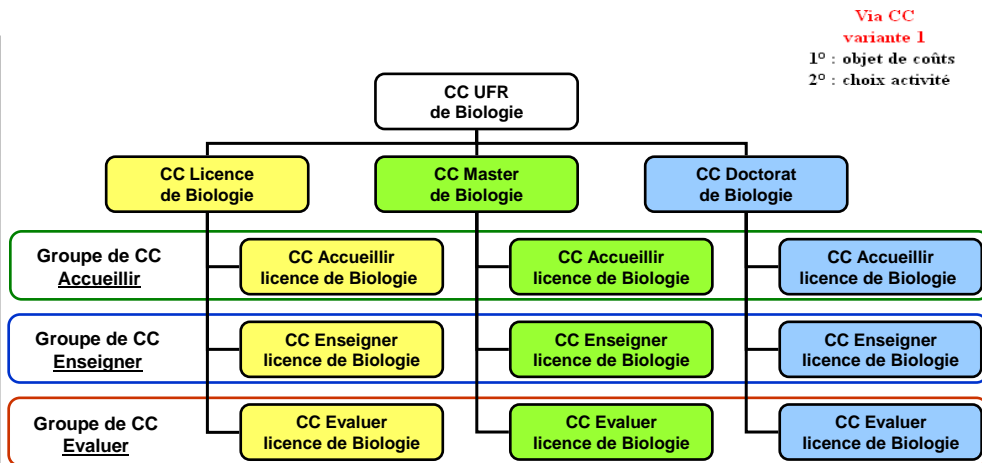 Via CC
variante 1
1° : objet de coûts
2° : choix activité
CC UFR
de Biologie
CC Licence
de Biologie
CC Master
de Biologie
CC Doctorat
de Biologie
Groupe de CC
Accueillir
CC Accueillir
licence de Biologie
CC Accueillir
licence de Biologie
CC Accueillir
licence de Biologie
Groupe de CC
Enseigner
CC Enseigner
licence de Biologie
CC Enseigner
licence de Biologie
CC Enseigner
licence de Biologie
Groupe de CC
Evaluer
CC Evaluer
licence de Biologie
CC Evaluer
licence de Biologie
CC Evaluer
licence de Biologie